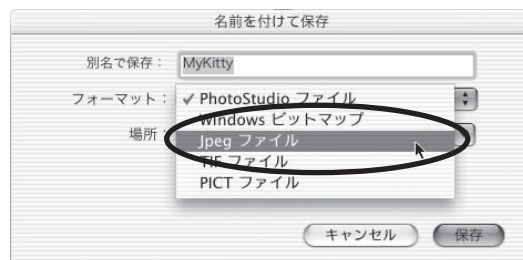 名前を付けて保存
別名で保存： MyKitty
フォーマット： ✓ PhotoStudio ファイル
Windows ビットマップ
場所： Jpeg ファイル
TIF ファイル
PICT ファイル
キャンセル 保存